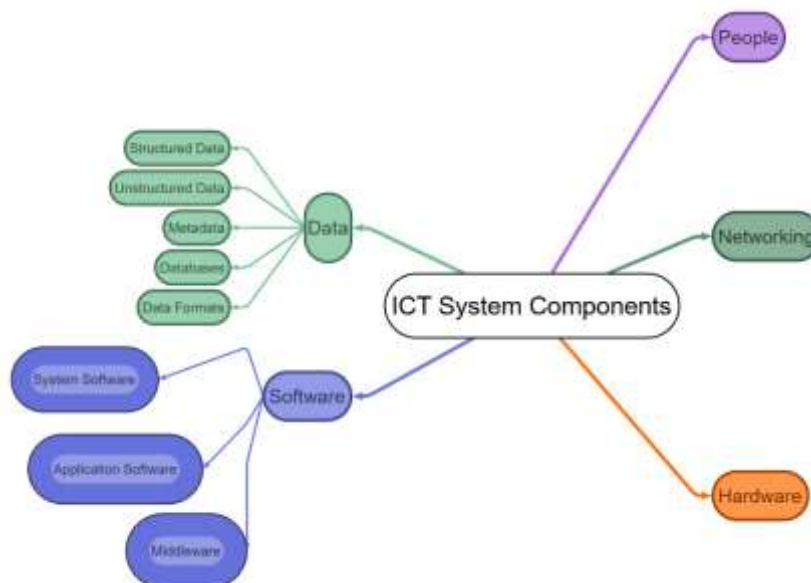 People
Structured Data
Unstructured Data
Metadata
Data
Networking
Databases
Data Formats
ICT System Components
System Software
Software
Application Software
Hardware
Middleware